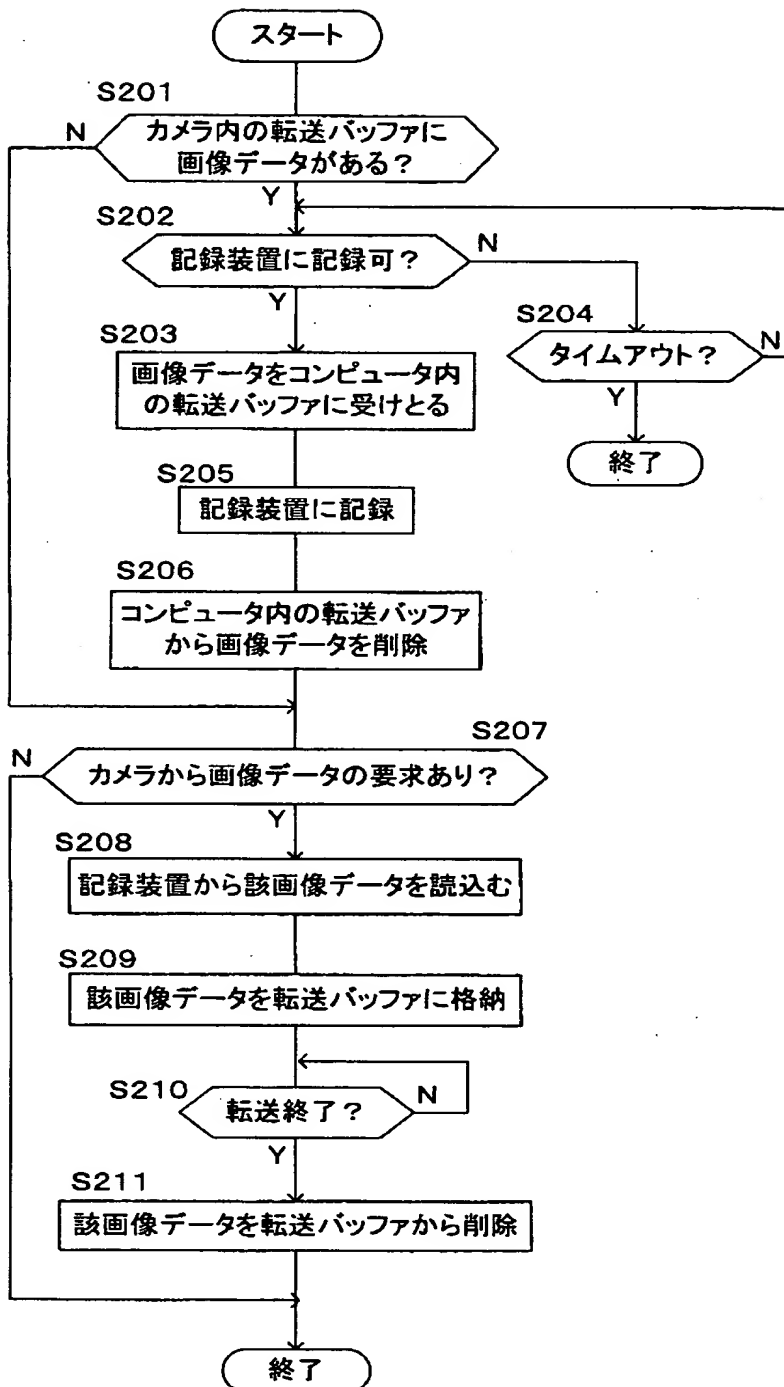 スタート
S201
N
カメラ内の転送バッファに
画像データがある?
Y
S202
記録装置に記録可?
N
Y
S203
S204
タイムアウト?
N
画像データをコンピュータ内
の転送バッファに受けとる
Y
終了
S205
記録装置に記録
S206
コンピュータ内の転送バッファ
から画像データを削除
S207
N
カメラから画像データの要求あり?
Y
S208
記録装置から該画像データを読込む
S209
該画像データを転送バッファに格納
S210
転送終了?
N
Y
S211
該画像データを転送バッファから削除
終了